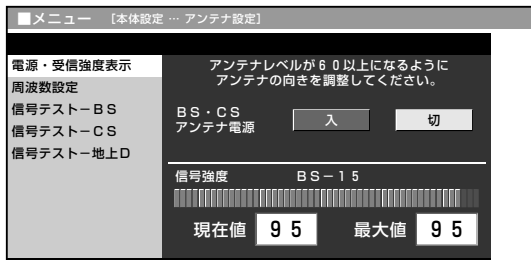 ■メニュー [本体設定 … アンテナ設定]
電源・受信強度表示
周波数設定
信号テストーBS
信号テストーCS
信号テストー地上D
アンテナレベルが60以上になるように
アンテナの向きを調整してください。
BS・CS
アンテナ電源
入 切
信号強度 BS-15
現在値 95 最大値 95